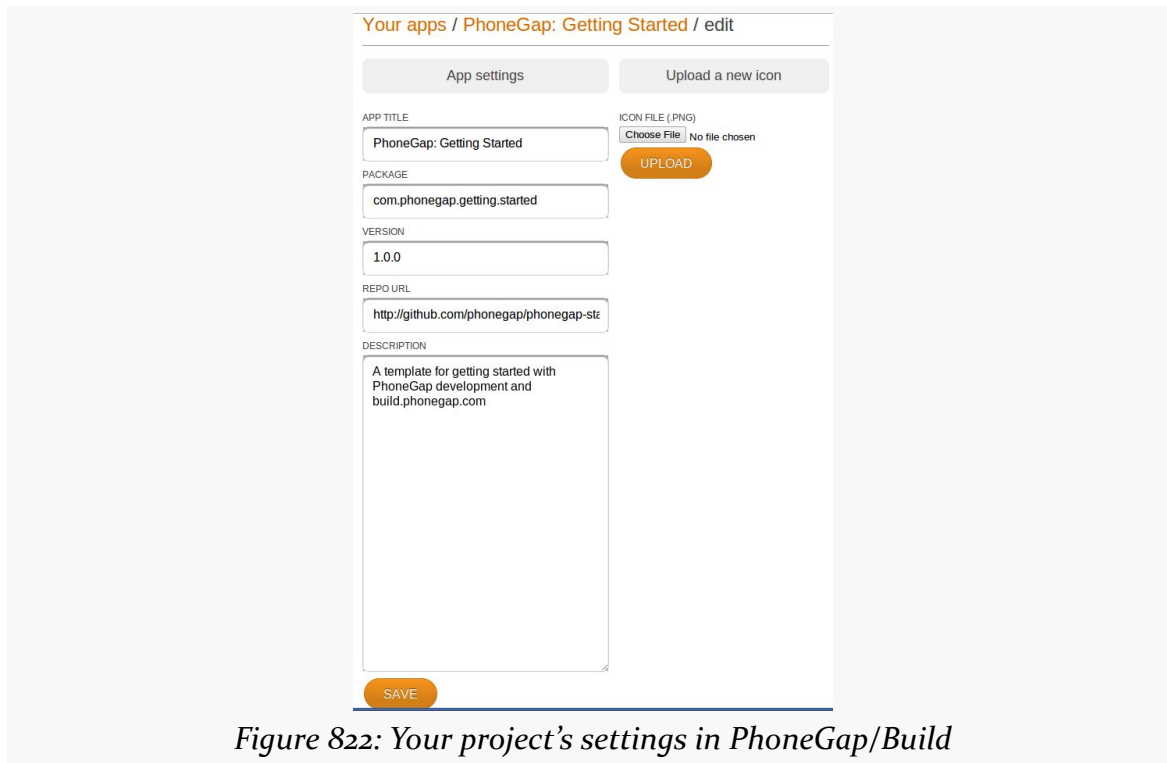 Your apps / PhoneGap: Getting Started / edit
App settings
Upload a new icon
APP TITLE
PhoneGap: Getting Started
PACKAGE
com.phonegap.getting.started
VERSION
1.0.0
REPO URL
http://github.com/phonegap/phonegap-sta
DESCRIPTION
A template for getting started with
PhoneGap development and
build.phonegap.com
SAVE
ICON FILE (.PNG)
Choose File No file chosen
UPLOAD
Figure 822: Your project's settings in PhoneGap/Build